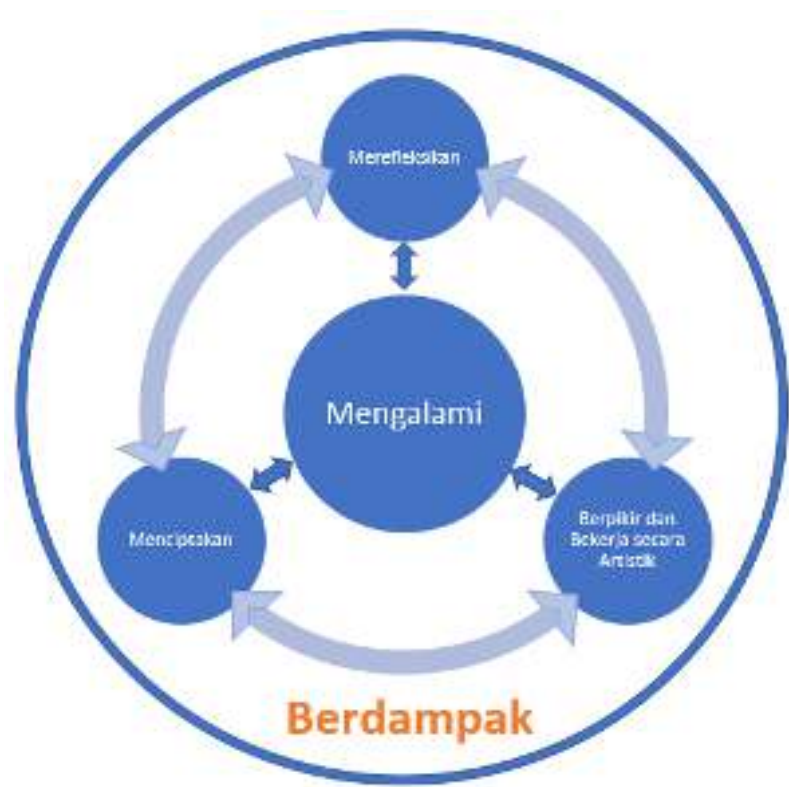 Merefleksikan
Mengalami
Menciptakan
Berpikir dan
Bekerja secara
Artistik
Berdampak